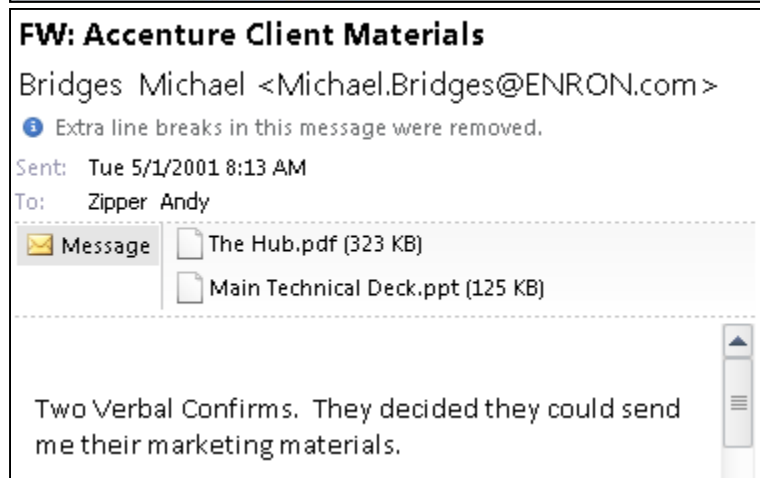 FW: Accenture Client Materials
Bridges Michael <Michael.Bridges@ENRON.com>
Extra line breaks in this message were removed.
Sent: Tue 5/1/2001 8:13 AM
To: Zipper Andy
Message
The Hub.pdf (323 KB)
Main Technical Deck.ppt (125 KB)
Two Verbal Confirms. They decided they could send
me their marketing materials.